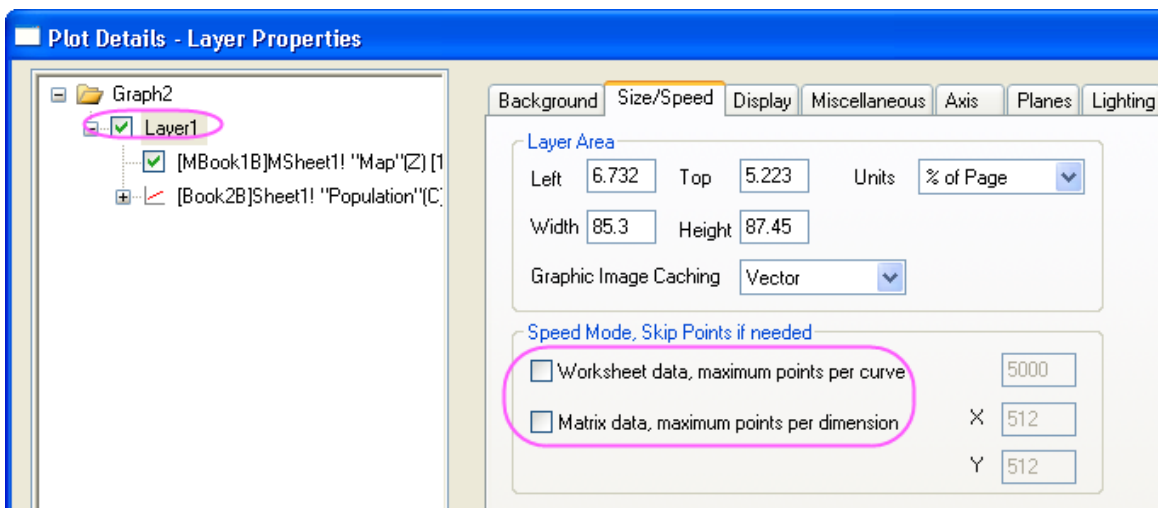 Plot Details - Layer Properties
Graph2
Layer1
[MBook1B]MSheet1! "Map"(Z) [1
[Book2B]Sheet1! "Population"(C)
Background Size/Speed Display Miscellaneous Axis Planes Lighting
Layer Area
Left 6.732 Top 5.223 Units % of Page
Width 85.3 Height 87.45
Graphic Image Caching Vector
Speed Mode, Skip Points if needed
Worksheet data, maximum points per curve 5000
Matrix data, maximum points per dimension X 512
Y 512